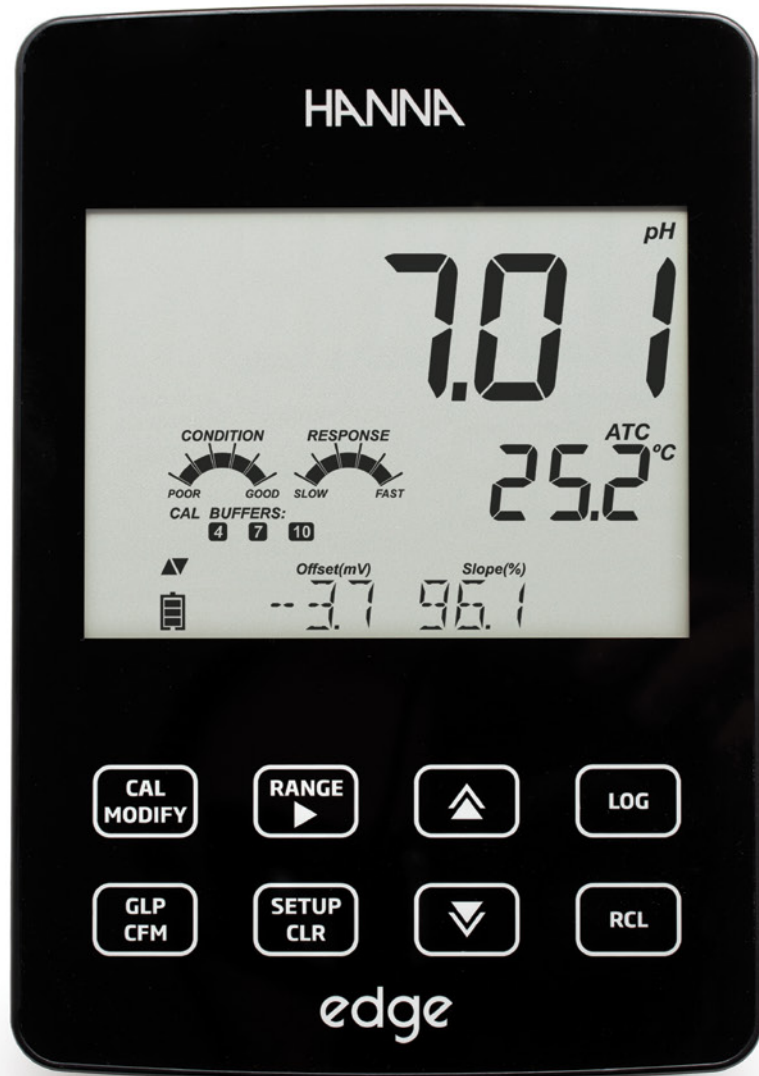 HANNA
pH
7.01
CONDITION RESPONSE ATC
POOR GOOD SLOW FAST 25.2 °C
CAL BUFFERS:
4 7 10
Offset(mV) Slope(%)
--3.7 96.1
CAL MODIFY
RANGE
LOG
GLP CFM
SETUP CLR
RCL
edge